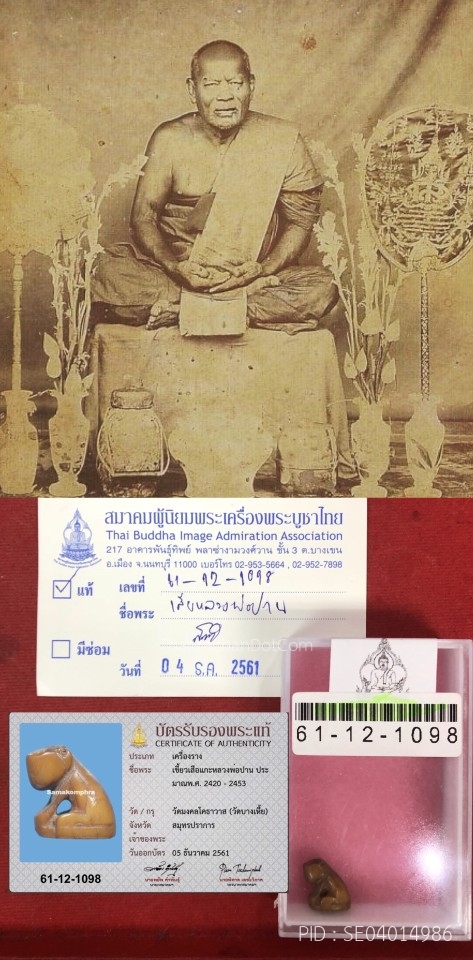 สมาคมผู้นิยมพระเครื่องพระบูชาไทย
Thai Buddha Image Admiration Association
217 อาคารพันธุ์ทิพย์ พลาซ่างามวงศ์วาน ชั้น 3 ต.บางเขน
อ.เมือง จ.นนทบุรี 11000 เบอร์โทร 02-953-5664 , 02-952-7898
แท้ เลขที่ 61-12-1098
ชื่อพระ เสือหลวงพ่อปาน
มีซ่อม
วันที่ 04 ธ.ค. 2561
61-12-1098
บัตรรับรองพระแท้
CERTIFICATE OF AUTHENTICITY
ประเภท เครื่องราง
ชื่อพระ เขี้ยวเสือแกะหลวงพ่อปาน ประ
มาณพ.ศ. 2420 - 2453
วัด / กรุ วัดมงคลโคธาวาส (วัดบางเหี้ย)
จังหวัด สมุทรปราการ
เจ้าของพระ
วันออกบัตร 05 ธันวาคม 2561
Samakomphra
61-12-1098
PID : SE04014986